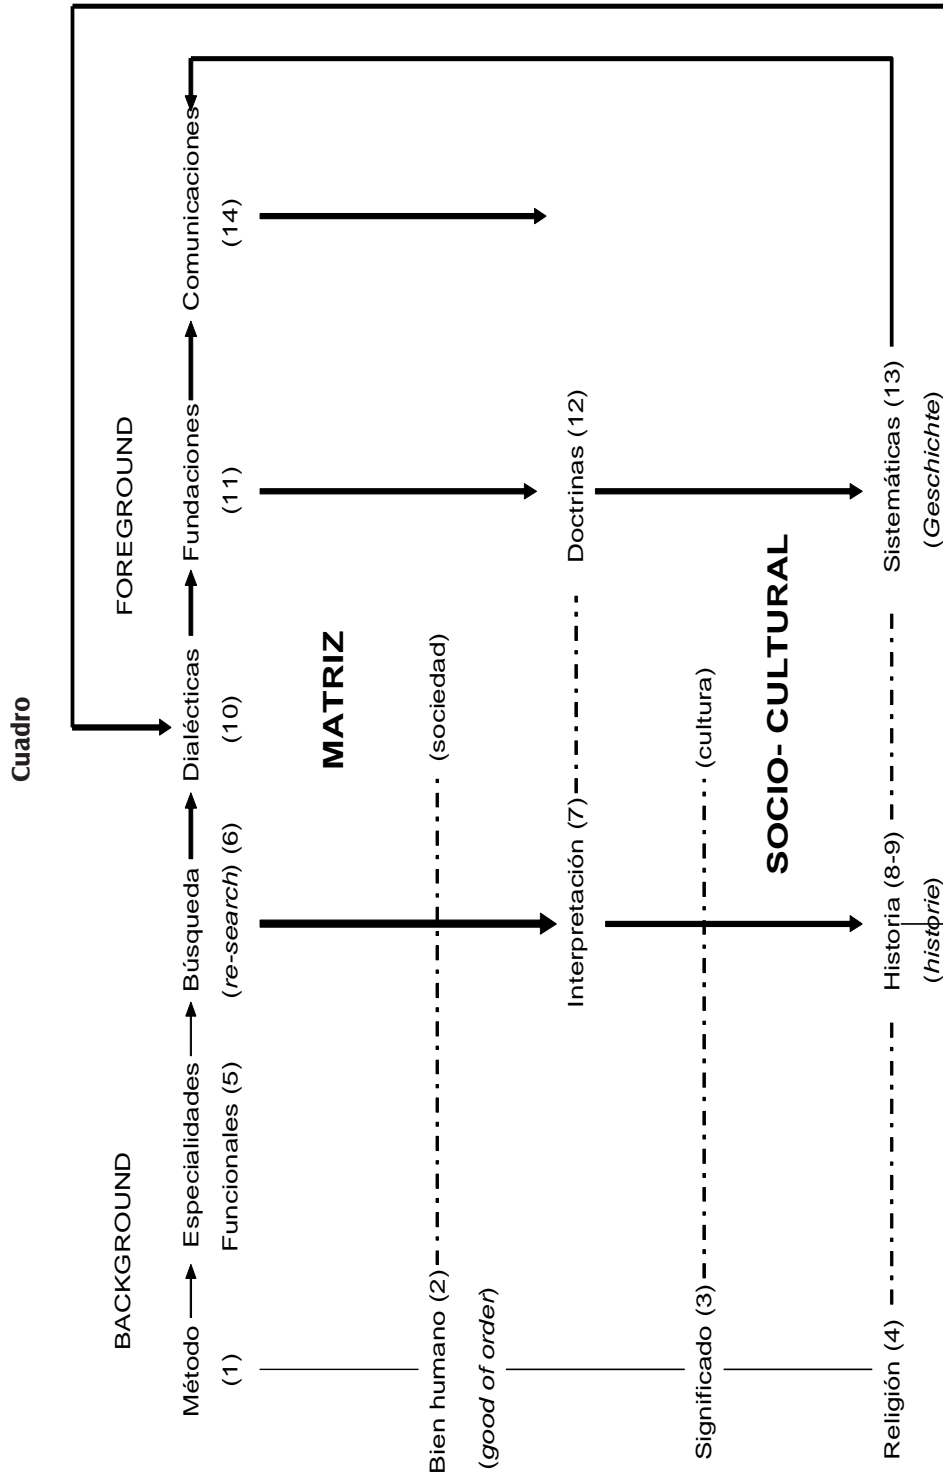 Cuadro
BACKGROUND
FOREGROUND
Método
Especialidades
Búsqueda
Dialécticas
Fundaciones
Comunicaciones
(1)
Funcionales (5)
(re-search) (6)
(10)
(11)
(14)
MATRIZ
Bien humano (2)
(sociedad)
(good of order)
Interpretación (7)
Doctrinas (12)
Significado (3)
(cultura)
SOCIO- CULTURAL
Religión (4)
Historia (8-9)
Sistemáticas (13)
(historie)
(Geschichte)